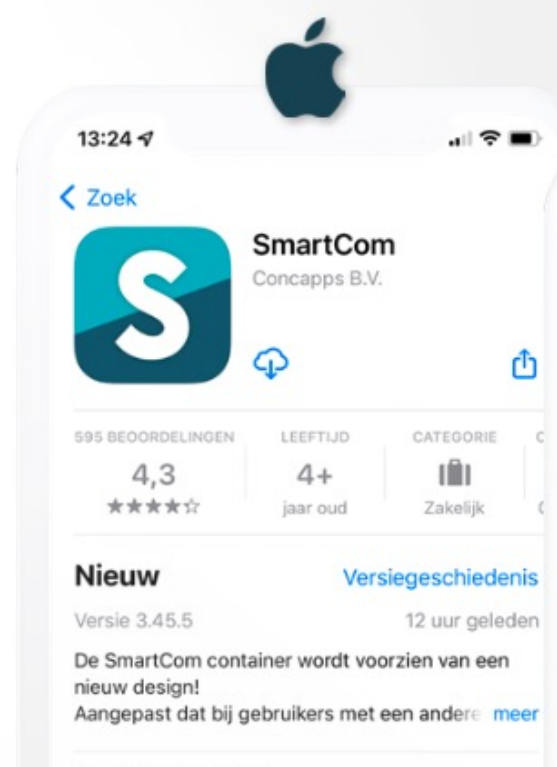 13:24
Zoek
S
SmartCom
Concapps B.V.
595 BEOORDELINGEN
4,3
★★★★☆
LEEFTIJD
4+
jaar oud
CATEGORIE
Zakelijk
Nieuw
Versiegeschiedenis
Versie 3.45.5
12 uur geleden
De SmartCom container wordt voorzien van een
nieuw design!
Aangepast dat bij gebruikers met een andere meer